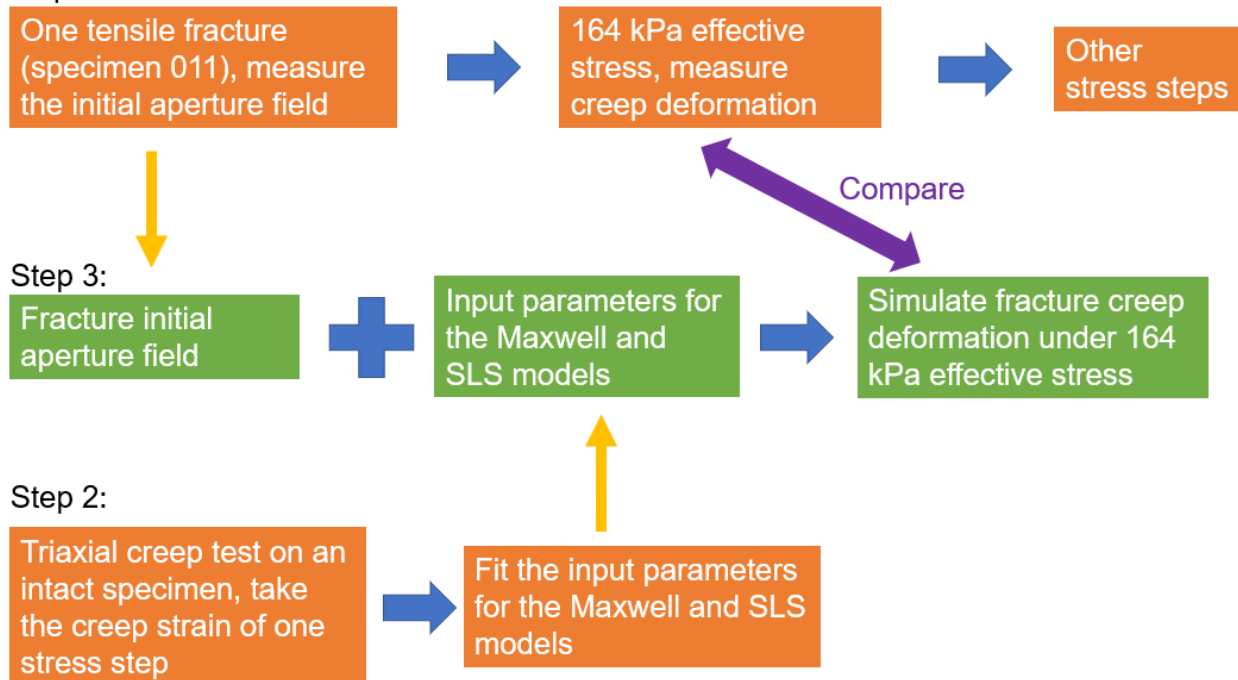 One tensile fracture
(specimen 011), measure
the initial aperture field
164 kPa effective
stress, measure
creep deformation
Other
stress steps
Compare
Step 3:
Fracture initial
aperture field
Input parameters for
the Maxwell and
SLS models
Simulate fracture creep
deformation under 164
kPa effective stress
Step 2:
Triaxial creep test on an
intact specimen, take
the creep strain of one
stress step
Fit the input parameters
for the Maxwell and SLS
models